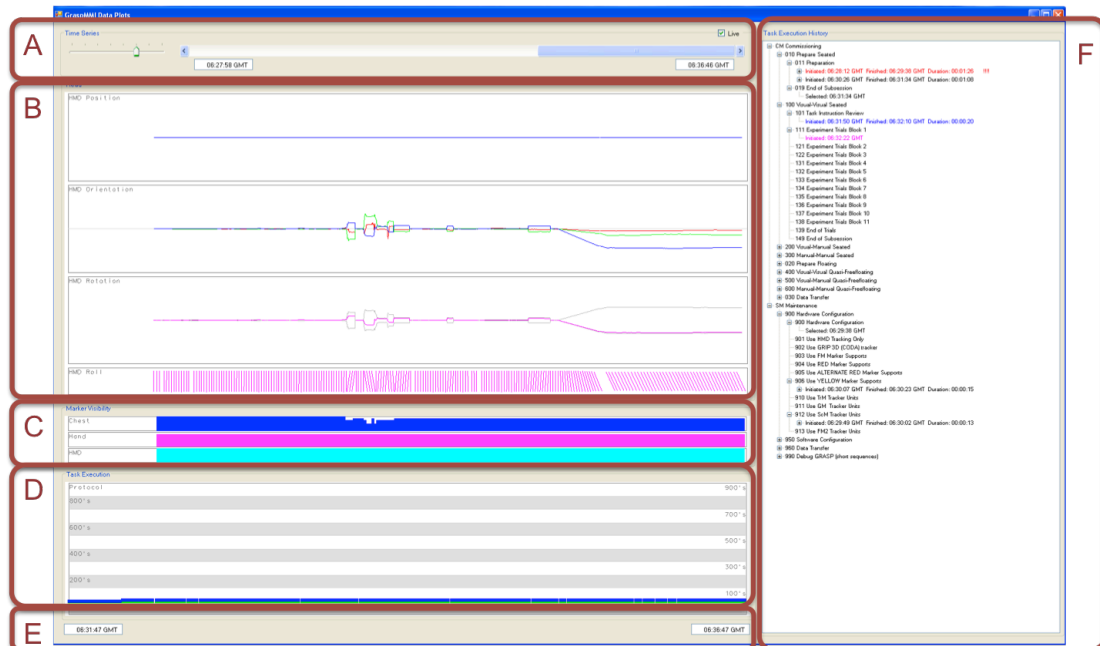 GraspMMI Data Plots
A
Time Series
Live
06:27:58 GMT
06:36:46 GMT
B
HMD Position
HMD Orientation
HMD Rotation
HMD Roll
C
Marker Visibility
Chest
Hand
HMD
D
Task Execution
Protocol
900's
800's
700's
600's
500's
400's
300's
200's
100's
E
06:31:47 GMT
06:36:47 GMT
F
Task Execution History
CM Commissioning
010 Prepare Seated
011 Preparation
Initiated: 06:28:12 GMT Finished: 06:29:38 GMT Duration: 00:01:26 !!!!
Initiated: 06:30:26 GMT Finished: 06:31:34 GMT Duration: 00:01:08
019 End of Subsession
Selected: 06:31:34 GMT
100 Visual-Visual Seated
101 Task Instruction Review
Initiated: 06:31:50 GMT Finished: 06:32:10 GMT Duration: 00:00:20
111 Experiment Trials Block 1
Initiated: 06:32:22 GMT
121 Experiment Trials Block 2
122 Experiment Trials Block 3
131 Experiment Trials Block 4
132 Experiment Trials Block 5
133 Experiment Trials Block 6
134 Experiment Trials Block 7
135 Experiment Trials Block 8
136 Experiment Trials Block 9
137 Experiment Trials Block 10
138 Experiment Trials Block 11
139 End of Trials
149 End of Subsession
200 Visual-Manual Seated
300 Manual-Manual Seated
020 Prepare Floating
400 Visual-Visual Quasi-Freefloating
500 Visual-Manual Quasi-Freefloating
600 Manual-Manual Quasi-Freefloating
030 Data Transfer
SM Maintenance
900 Hardware Configuration
900 Hardware Configuration
Selected: 06:29:38 GMT
901 Use HMD Tracking Only
902 Use GRIP 3D (CODA) tracker
903 Use FM Marker Supports
904 Use RED Marker Supports
905 Use ALTERNATE RED Marker Supports
906 Use YELLOW Marker Supports
Initiated: 06:30:07 GMT Finished: 06:30:23 GMT Duration: 00:00:15
910 Use TiM Tracker Units
911 Use GM Tracker Units
912 Use ScM Tracker Units
Initiated: 06:29:49 GMT Finished: 06:30:02 GMT Duration: 00:00:13
913 Use FM2 Tracker Units
950 Software Configuration
960 Data Transfer
990 Debug GRASP (short sequences)